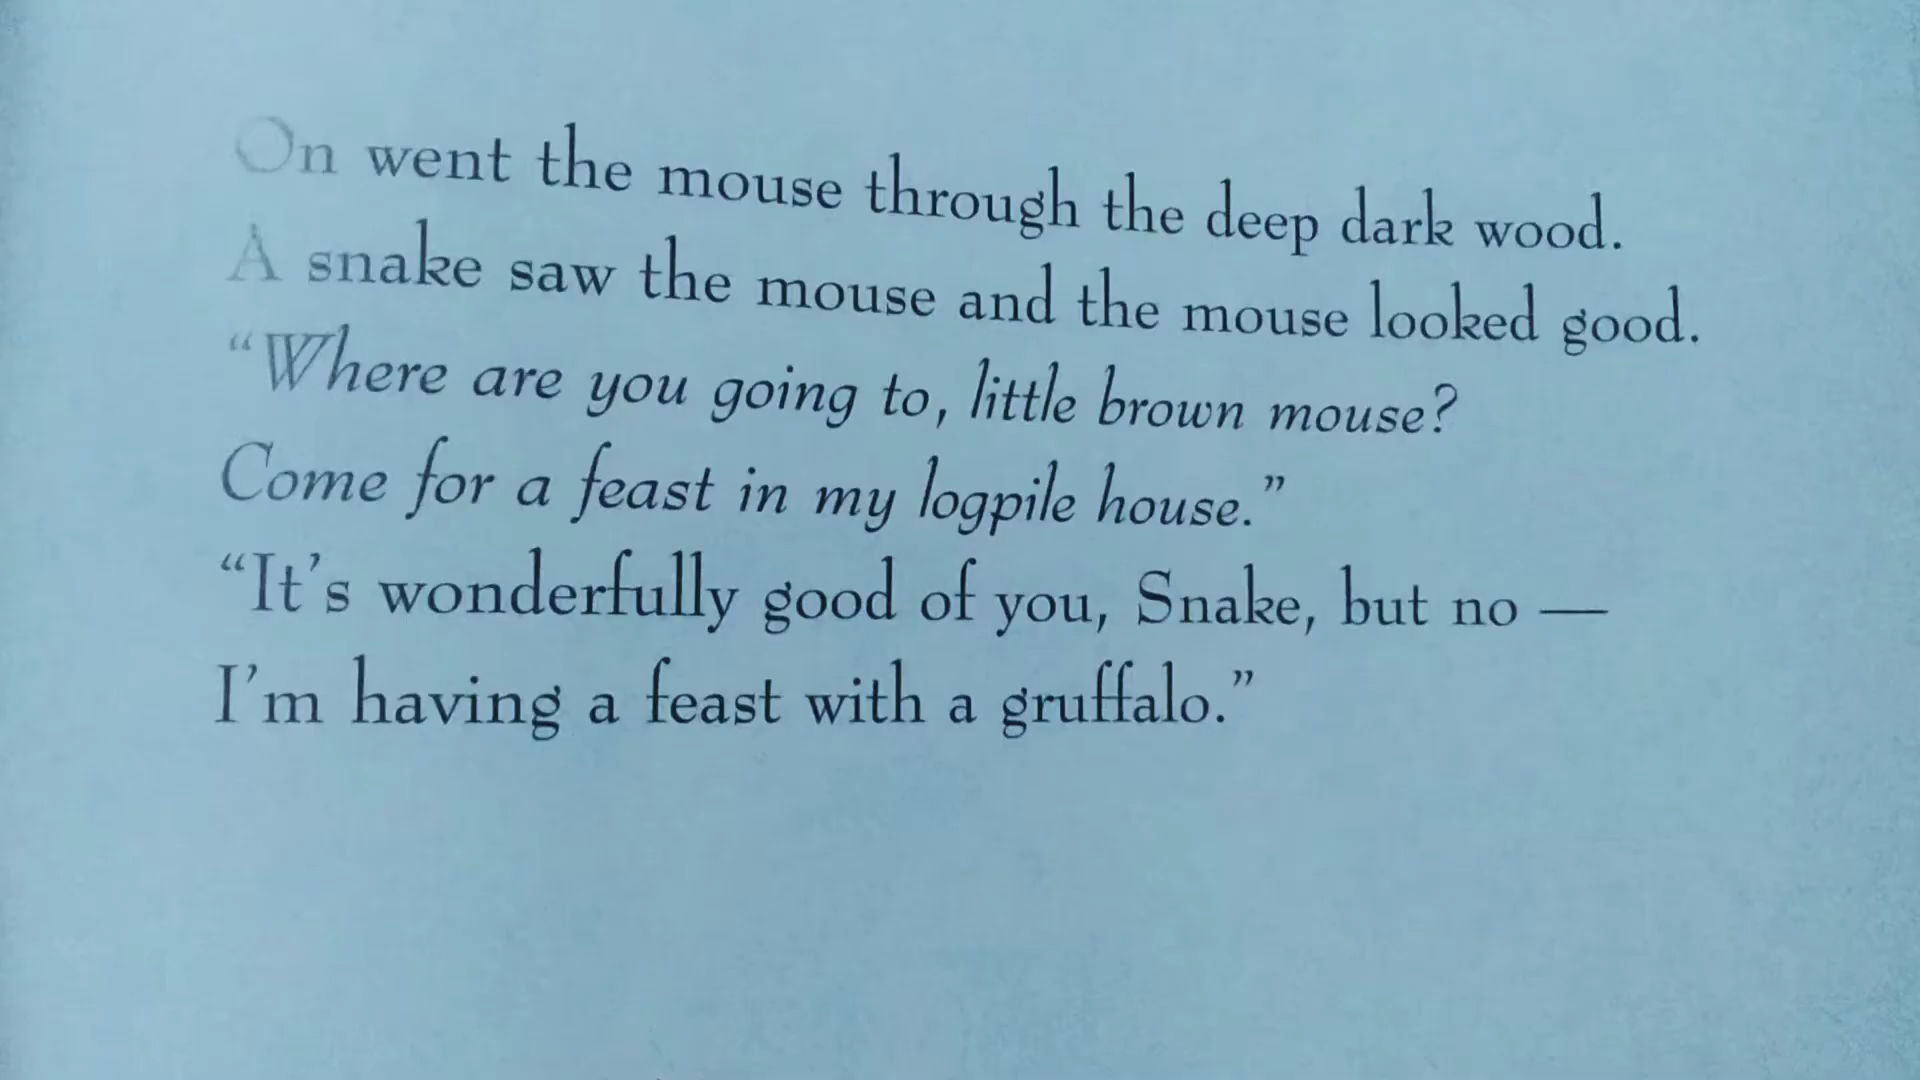 On went the mouse through the deep dark wood.
A snake saw the mouse and the mouse looked good.
“Where are you going to, little brown mouse?
Come for a feast in my logpile house.”
“It’s wonderfully good of you, Snake, but no —
I’m having a feast with a gruffalo.”